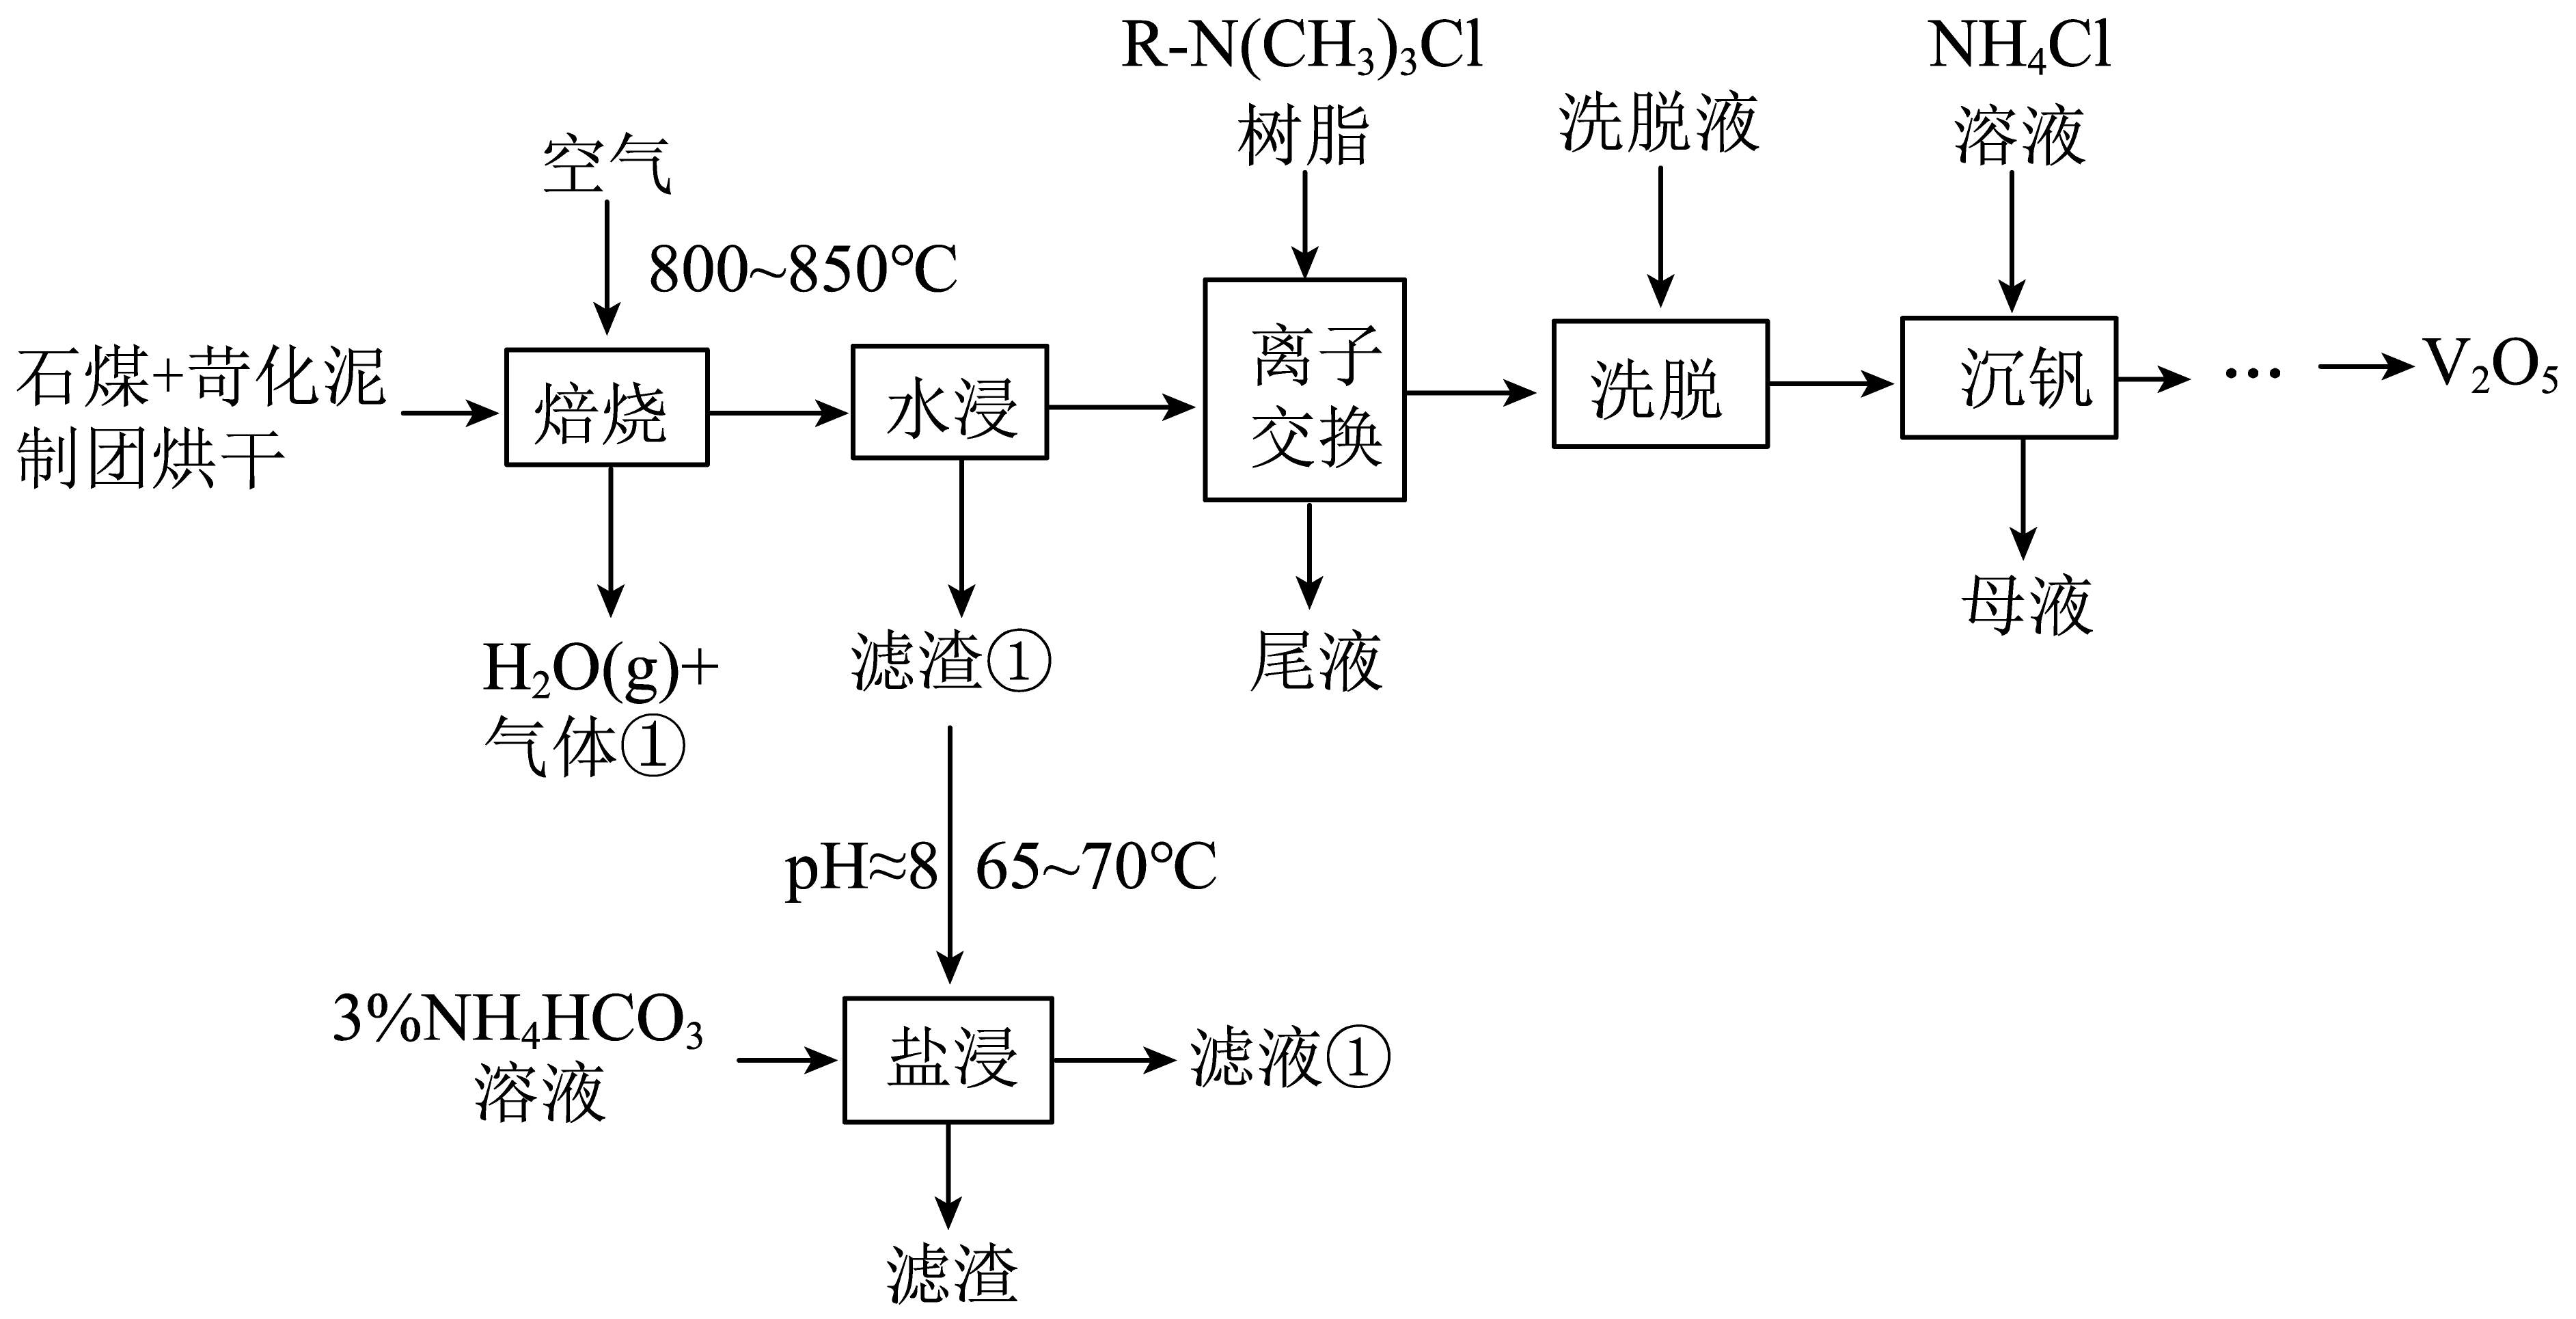 R-N(CH₃)₃Cl
树脂
洗脱液
NH₄Cl
溶液
空气
800~850℃
石煤+苛化泥
制团烘干
焙烧
水浸
离子
交换
洗脱
沉钒
···
V₂O₅
H₂O(g)+
气体①
滤渣①
尾液
母液
pH≈8
65~70℃
3%NH₄HCO₃
溶液
盐浸
滤液①
滤渣